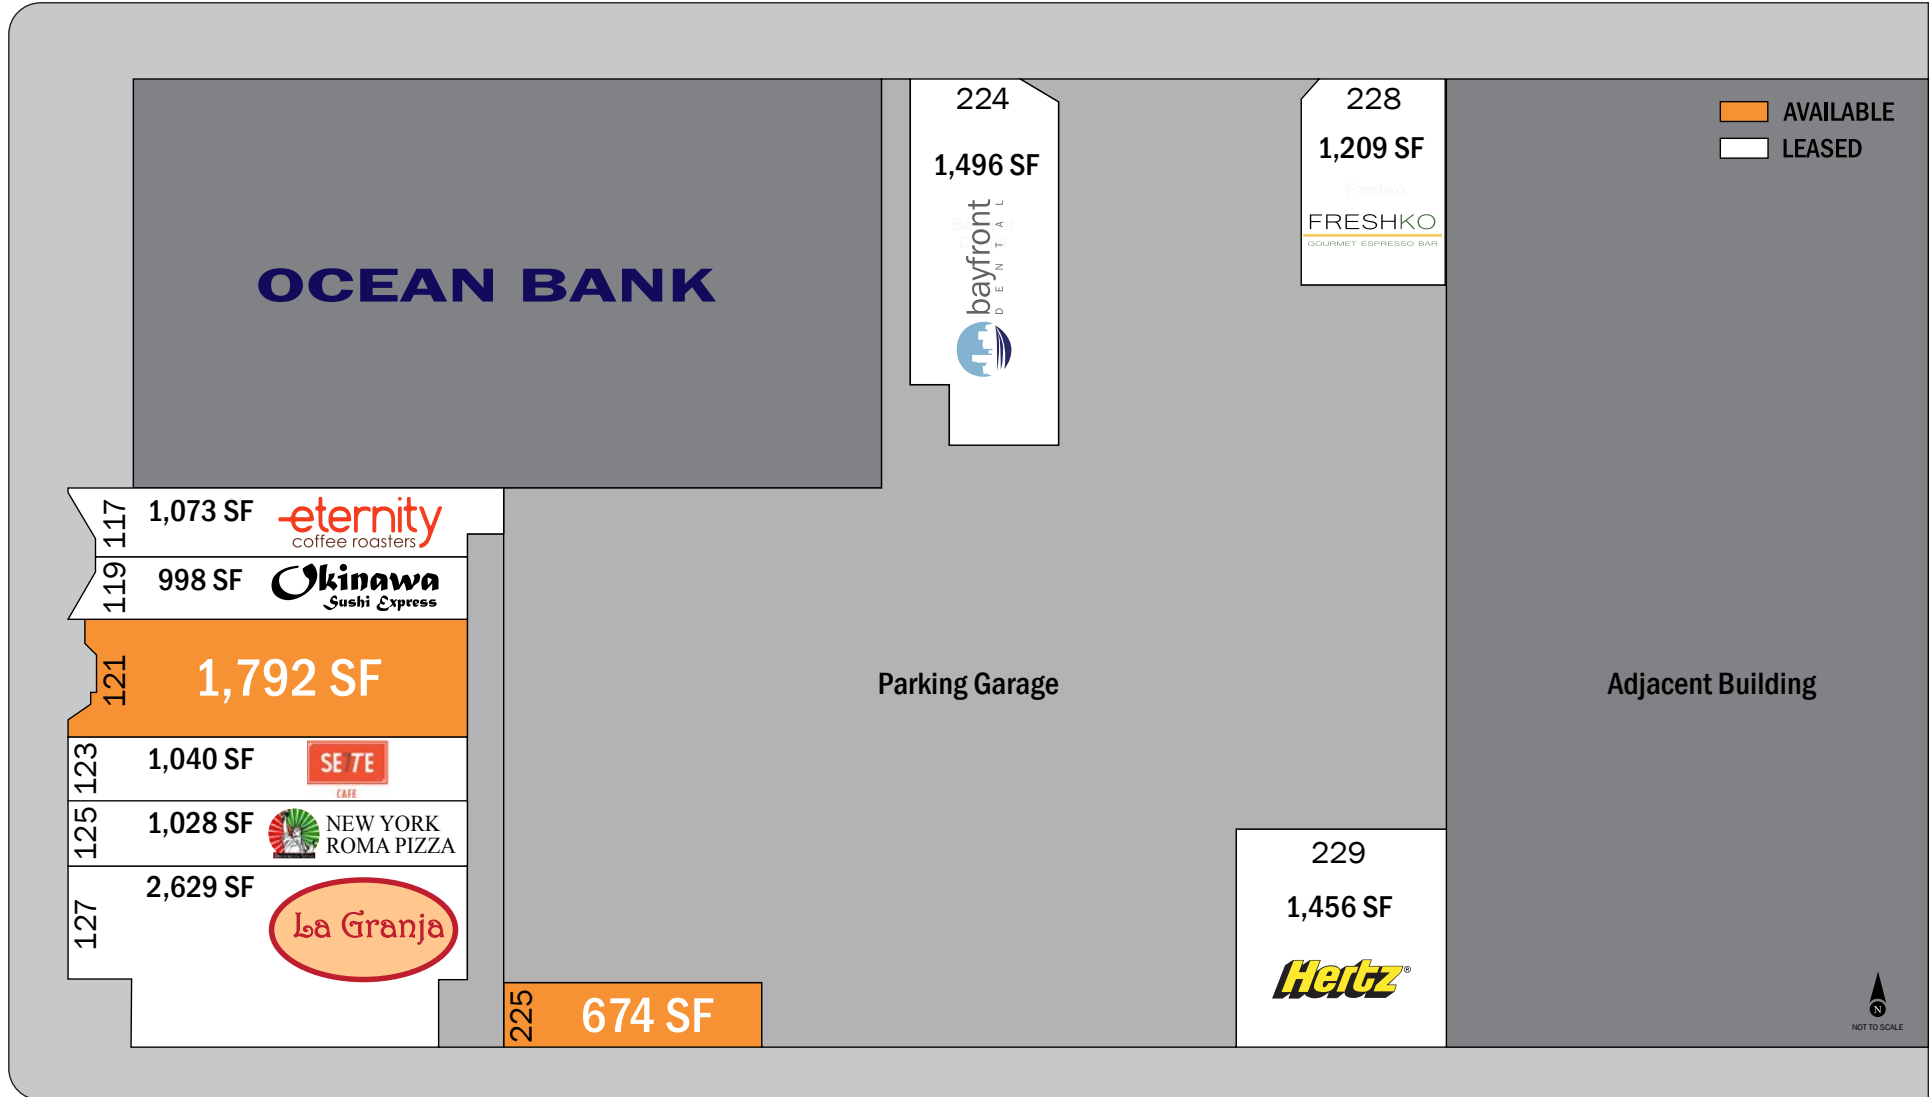 224
1,496 SF
bayfront
DENTAL
228
1,209 SF
Freshko
FRESHKO
GOURMET ESPRESSO BAR
AVAILABLE
LEASED
OCEAN BANK
117
1,073 SF
eternity
coffee roasters
119
998 SF
Okinawa
Sushi Express
121
1,792 SF
123
1,040 SF
SETTE
CAFE
125
1,028 SF
NEW YORK
ROMA PIZZA
127
2,629 SF
La Granja
Parking Garage
Adjacent Building
225
674 SF
229
1,456 SF
Hertz®
N
NOT TO SCALE